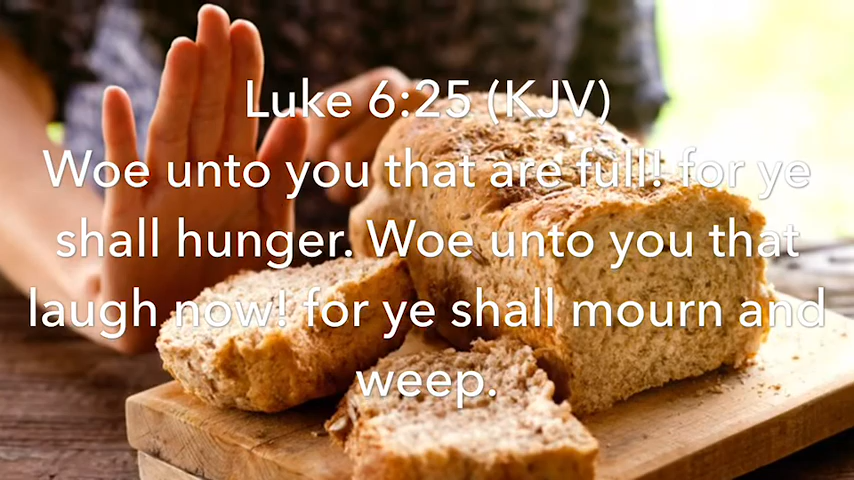 Luke 6:25 (KJV)
Woe unto you that are full! for ye
shall hunger. Woe unto you that
laugh now! for ye shall mourn and
weep.